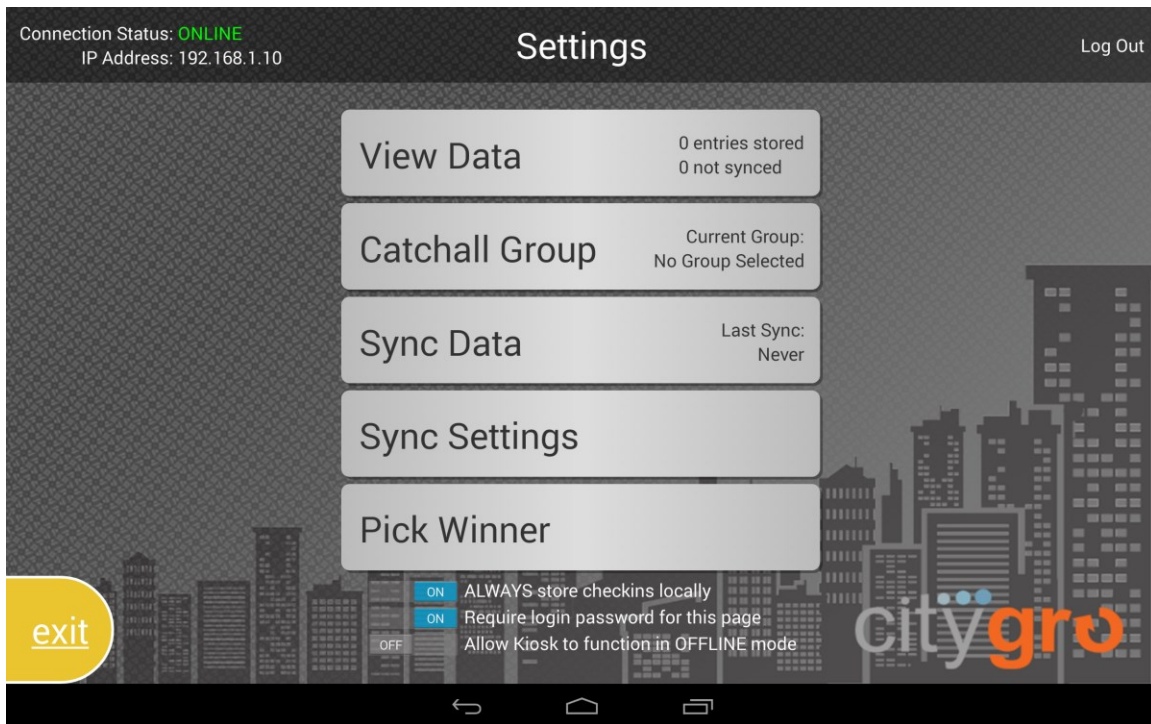 Connection Status: ONLINE
IP Address: 192.168.1.10
Settings
Log Out
View Data
0 entries stored
0 not synced
Catchall Group
Current Group:
No Group Selected
Sync Data
Last Sync:
Never
Sync Settings
Pick Winner
ON ALWAYS store checkins locally
ON Require login password for this page
OFF Allow Kiosk to function in OFFLINE mode
exit
citygro